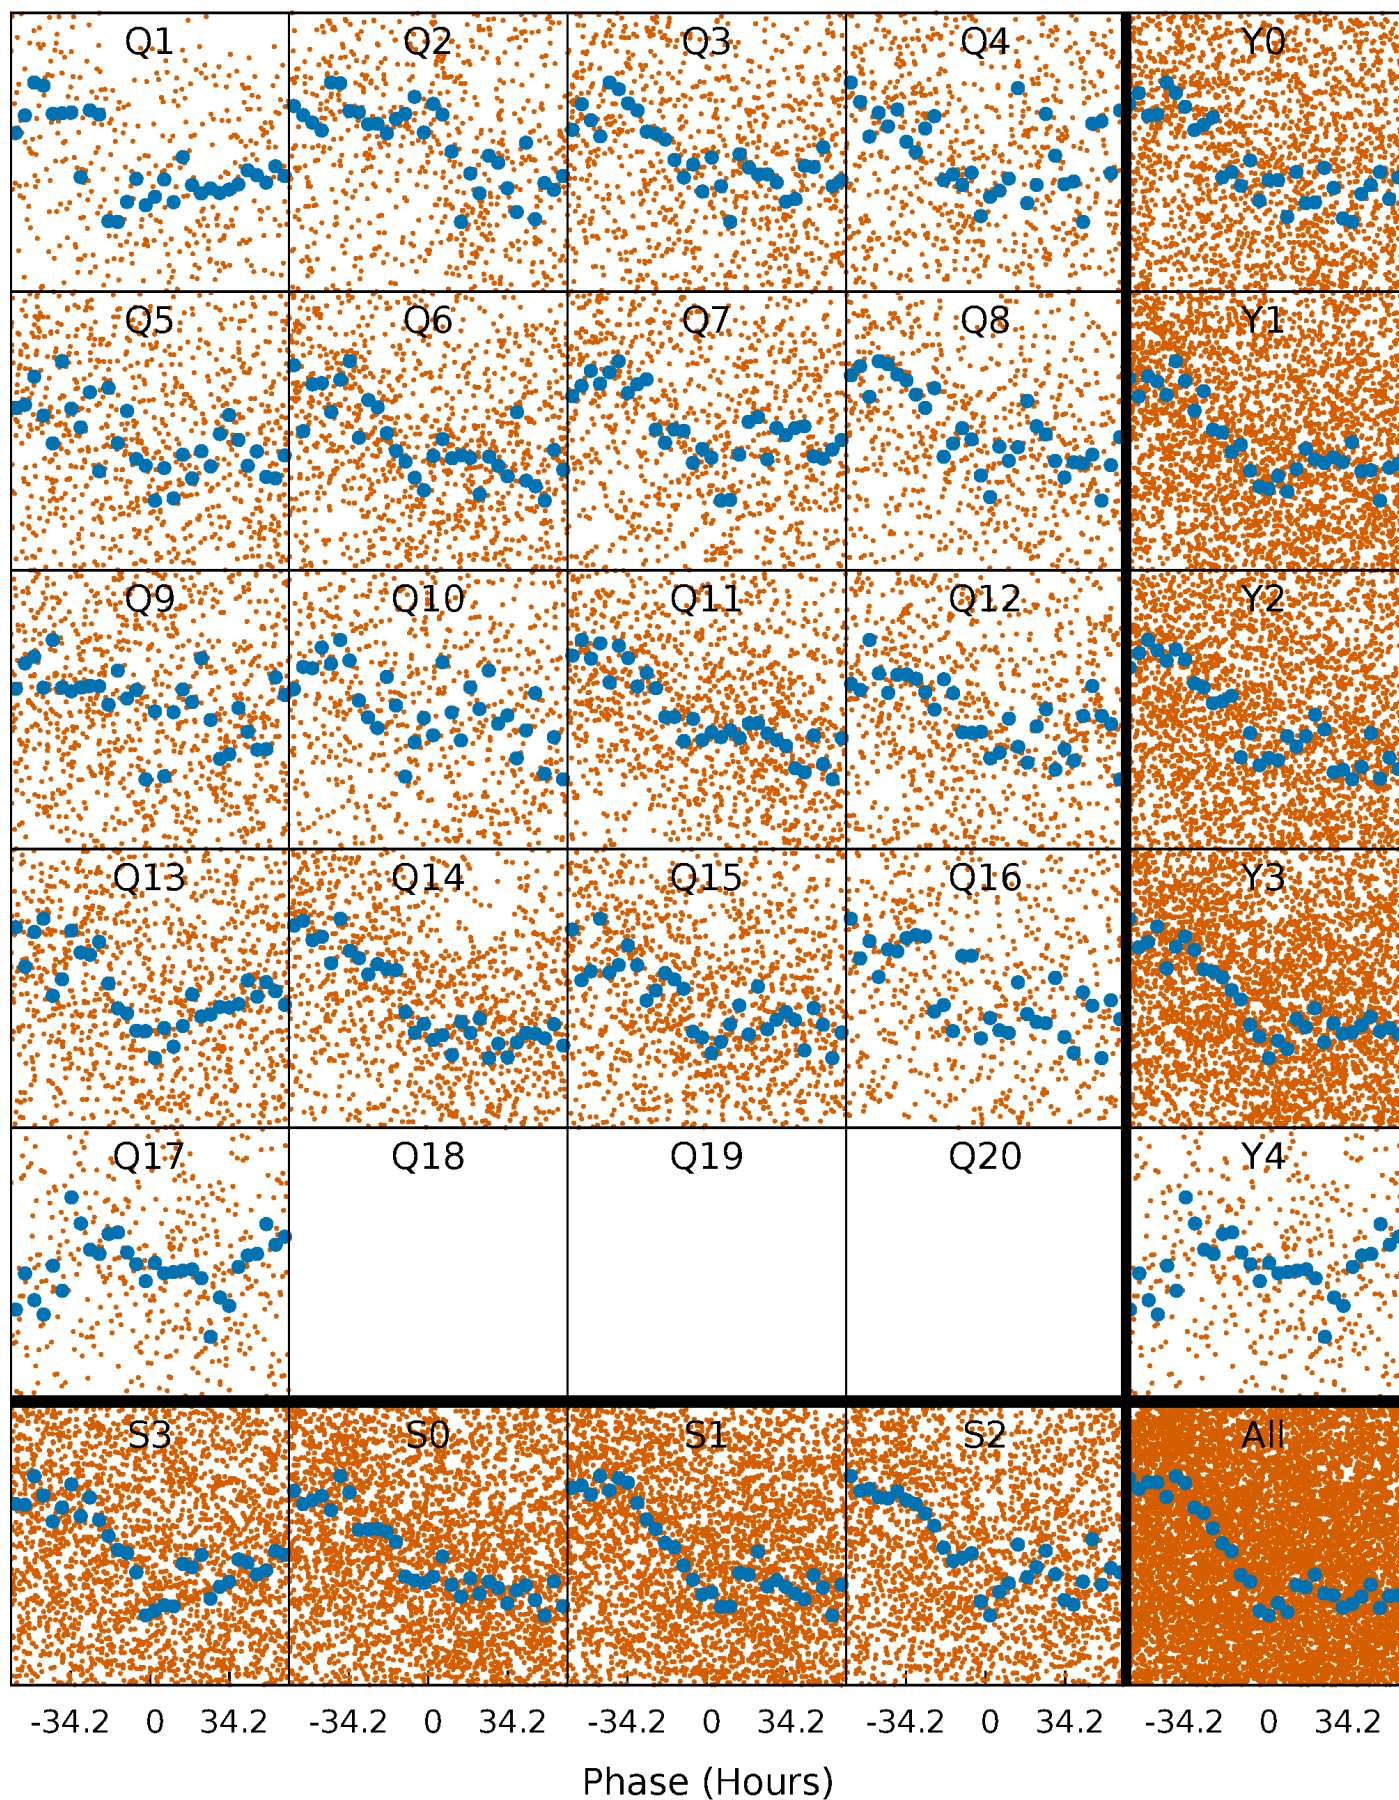 Q1 Q2 Q3 Q4 Y0
Q5 Q6 Q7 Q8 Y1
Q9 Q10 Q11 Q12 Y2
Q13 Q14 Q15 Q16 Y3
Q17 Q18 Q19 Q20 Y4
S3 S0 S1 S2 All
-34.2 0 34.2 -34.2 0 34.2 -34.2 0 34.2 -34.2 0 34.2 -34.2 0 34.2
Phase (Hours)